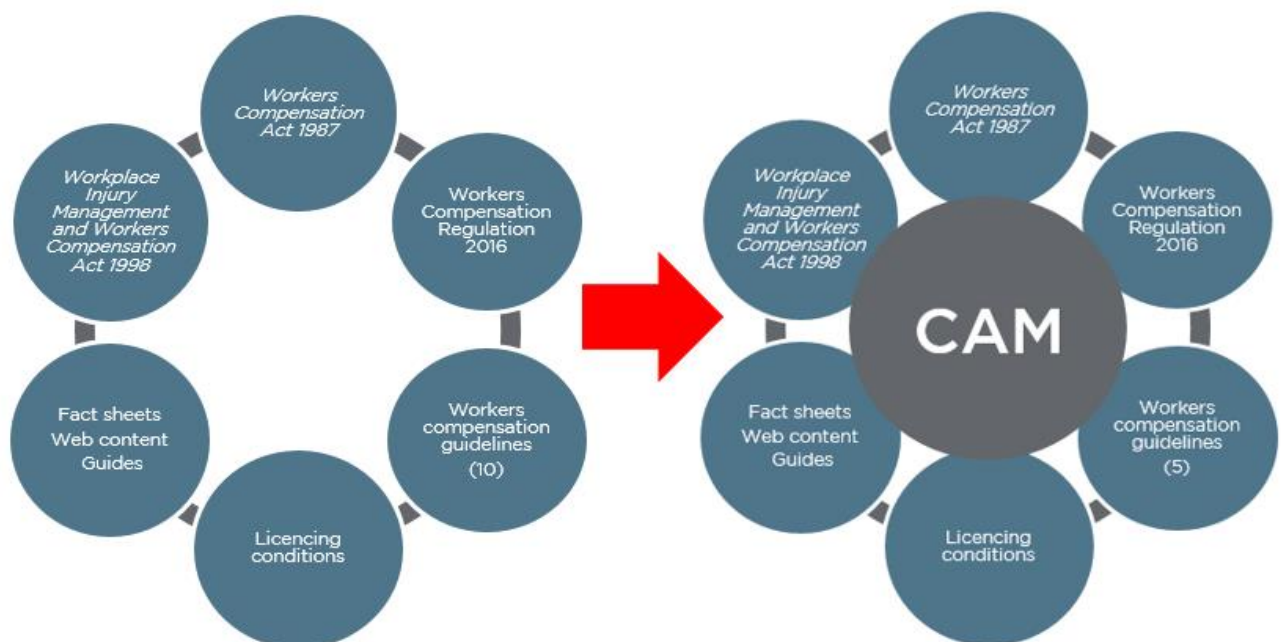 Workers
Compensation
Act 1987
Workers
Compensation
Regulation
2016
Workers
compensation
guidelines
(10)
Licencing
conditions
Fact sheets
Web content
Guides
Workplace
Injury
Management
and Workers
Compensation
Act 1998
Workers
Compensation
Act 1987
Workers
Compensation
Regulation
2016
Workers
compensation
guidelines
(5)
Licencing
conditions
Fact sheets
Web content
Guides
Workplace
Injury
Management
and Workers
Compensation
Act 1998
CAM